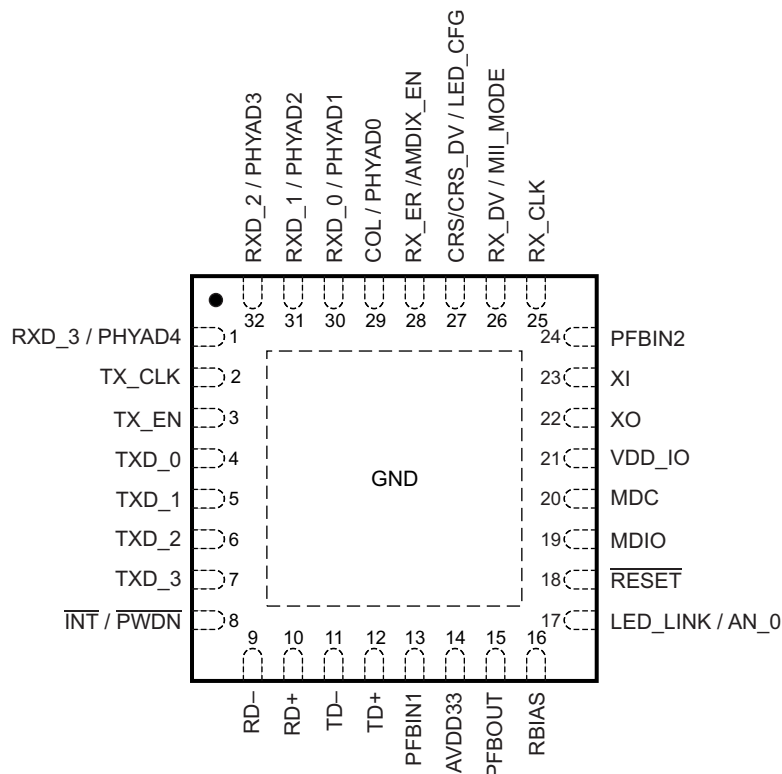 RXD_2 / PHYAD3
RXD_1 / PHYAD2
RXD_0 / PHYAD1
COL / PHYAD0
RX_ER /AMDIX_EN
CRS/CRS_DV / LED_CFG
RX_DV / MII_MODE
RX_CLK
32
31
30
29
28
27
26
25
RXD_3 / PHYAD4
1
TX_CLK
2
TX_EN
3
TXD_0
4
TXD_1
5
TXD_2
6
TXD_3
7
INT / PWDN
8
GND
24
PFBIN2
23
XI
22
XO
21
VDD_IO
20
MDC
19
MDIO
18
RESET
17
LED_LINK / AN_0
9
10
11
12
13
14
15
16
RD–
RD+
TD–
TD+
PFBIN1
AVDD33
PFBOUT
RBIAS